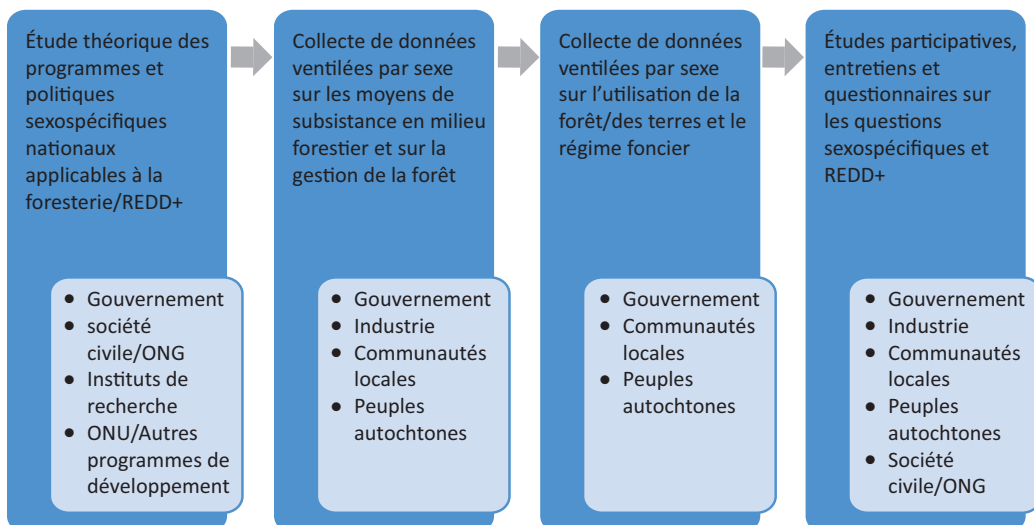 Étude théorique des
programmes et
politiques
sexospécifiques
nationaux
applicables à la
foresterie/REDD+
• Gouvernement
• société
civile/ONG
• Instituts de
recherche
• ONU/Autres
programmes de
développement
Collecte de données
ventilées par sexe
sur les moyens de
subsistance en milieu
forestier et sur la
gestion de la forêt
• Gouvernement
• Industrie
• Communautés
locales
• Peuples
autochtones
Collecte de données
ventilées par sexe
sur l’utilisation de la
forêt/des terres et le
régime foncier
• Gouvernement
• Communautés
locales
• Peuples
autochtones
Études participatives,
entretiens et
questionnaires sur
les questions
sexospécifiques et
REDD+
• Gouvernement
• Industrie
• Communautés
locales
• Peuples
autochtones
• Société
civile/ONG